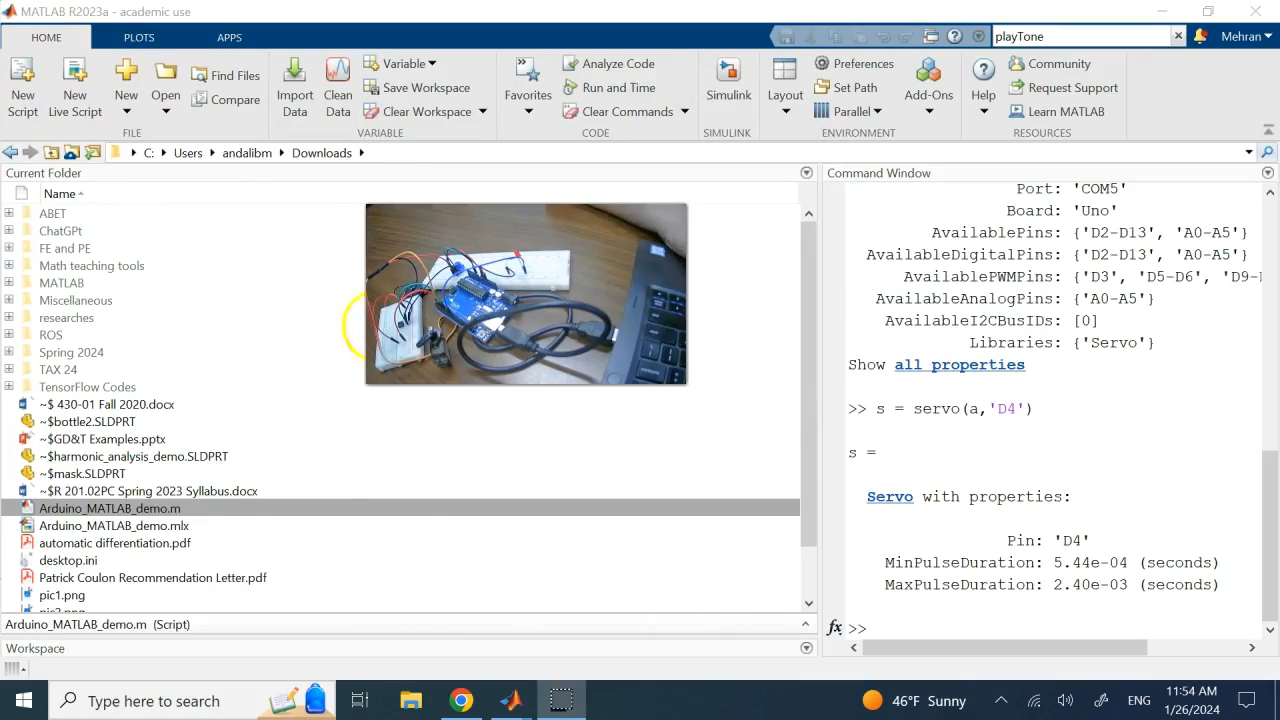 MATLAB R2023a - academic use
HOME PLOTS APPS
playTone
Mehran
New Script
New Live Script
New
Open
Find Files
Compare
FILE
Import Data
Clean Data
Variable
Save Workspace
Clear Workspace
VARIABLE
Favorites
Analyze Code
Run and Time
Clear Commands
CODE
Simulink
SIMULINK
Layout
Preferences
Set Path
Parallel
Add-Ons
ENVIRONMENT
Help
Community
Request Support
Learn MATLAB
RESOURCES
C: Users andalibm Downloads
Current Folder
Name
ABET
ChatGPt
FE and PE
Math teaching tools
MATLAB
Miscellaneous
researches
ROS
Spring 2024
TAX 24
TensorFlow Codes
~$ 430-01 Fall 2020.docx
~$bottle2.SLDPRT
~$GD&T Examples.pptx
~$harmonic_analysis_demo.SLDPRT
~$mask.SLDPRT
~$R 201.02PC Spring 2023 Syllabus.docx
Arduino_MATLAB_demo.m
Arduino_MATLAB_demo.mlx
automatic differentiation.pdf
desktop.ini
Patrick Coulon Recommendation Letter.pdf
pic1.png
Arduino_MATLAB_demo.m (Script)
Workspace
Command Window
Port: 'COM5'
Board: 'Uno'
AvailablePins: {'D2-D13', 'A0-A5'}
AvailableDigitalPins: {'D2-D13', 'A0-A5'}
AvailablePWMPins: {'D3', 'D5-D6', 'D9-
AvailableAnalogPins: {'A0-A5'}
AvailableI2CBusIDs: [0]
Libraries: {'Servo'}
Show all properties
>> s = servo(a,'D4')
s =
Servo with properties:
Pin: 'D4'
MinPulseDuration: 5.44e-04 (seconds)
MaxPulseDuration: 2.40e-03 (seconds)
fx >>
Type here to search
46°F Sunny
ENG
11:54 AM
1/26/2024